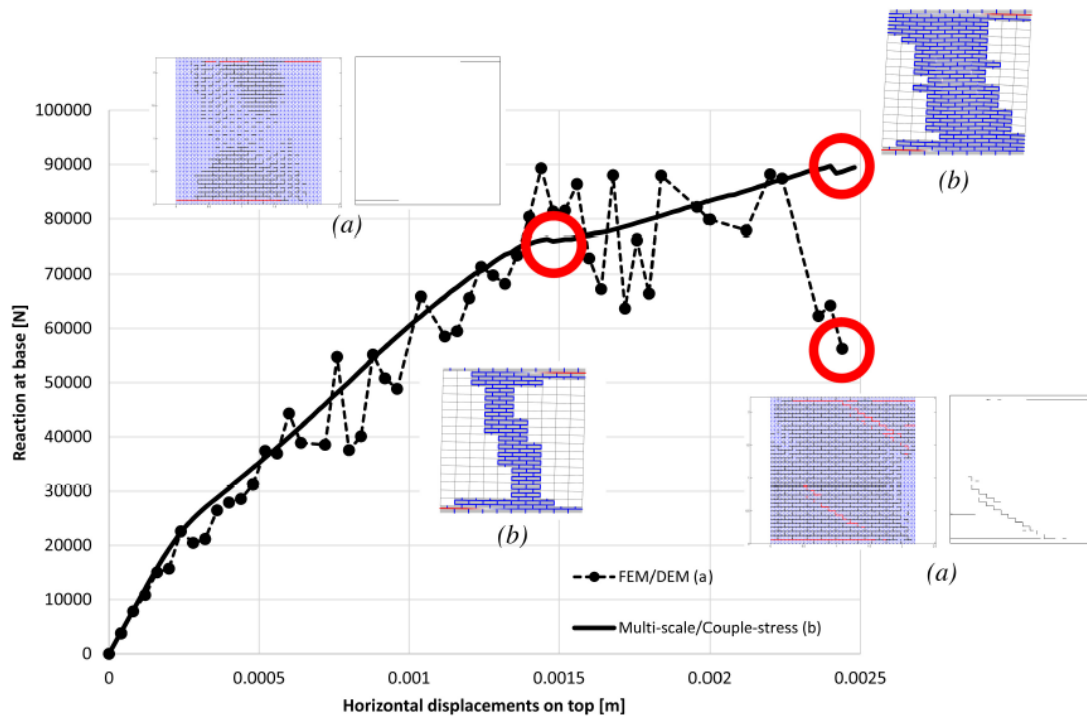 (a)
(b)
100000
90000
80000
70000
60000
50000
40000
30000
20000
10000
0
Reaction at base [N]
(b)
(a)
FEM/DEM (a)
Multi-scale/Couple-stress (b)
0 0.0005 0.001 0.0015 0.002 0.0025
Horizontal displacements on top [m]